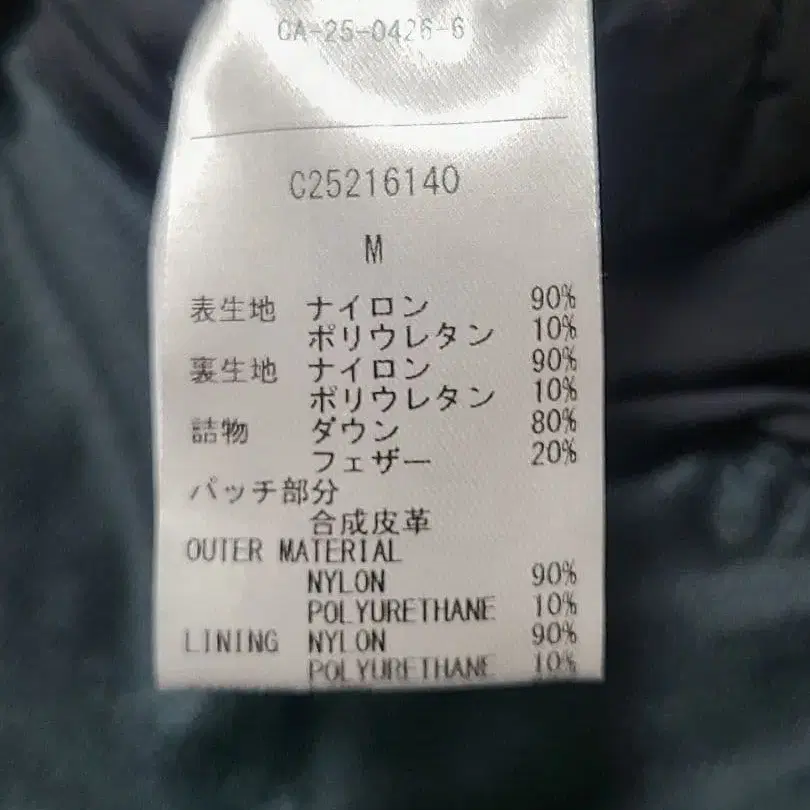 CA-25-0426-6
C25216140
M
表生地 ナイロン 90%
ポリウレタン 10%
裏生地 ナイロン 90%
ポリウレタン 10%
詰物 ダウン 80%
フェザー 20%
パッチ部分
合成皮革
OUTER MATERIAL
NYLON 90%
POLYURETHANE 10%
LINING NYLON 90%
POLYURETHANE 10%